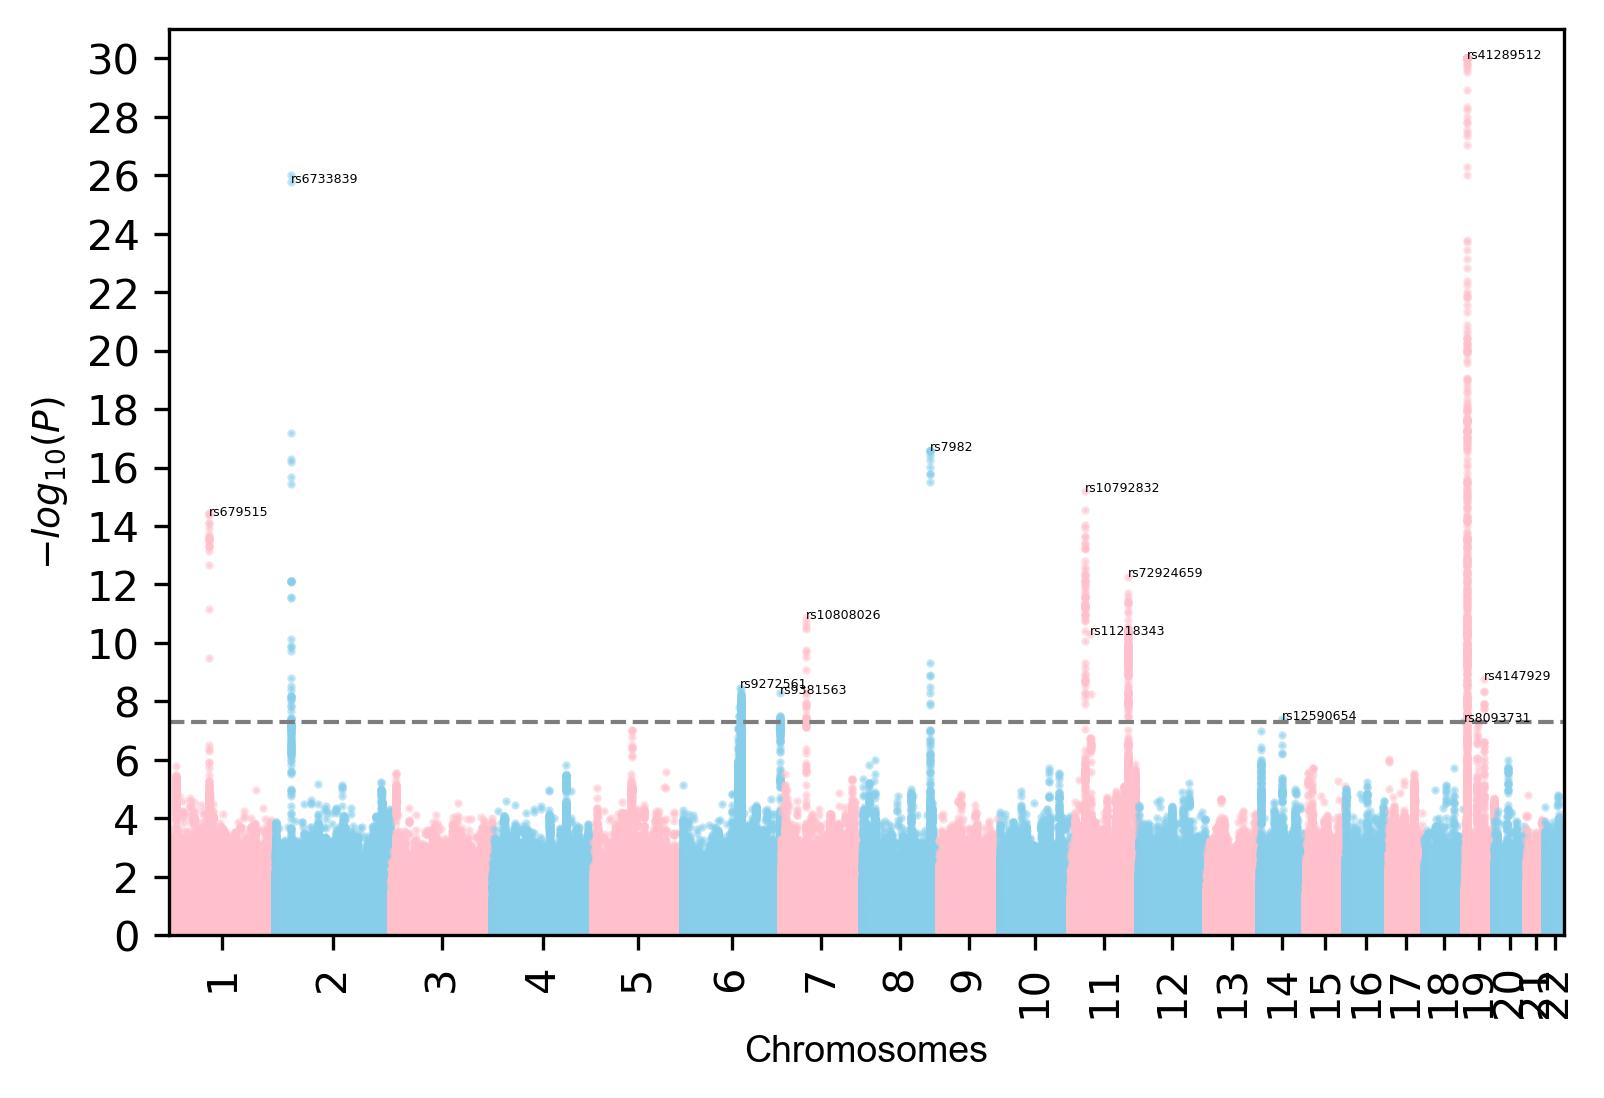 30
28
26
24
22
20
18
16
14
12
10
8
6
4
2
0
−log10(P)
rs41289512
rs6733839
rs7982
rs10792832
rs679515
rs72924659
rs10808026
rs11218343
rs4147929
rs9272561
rs9381563
rs12590654
rs8093731
1 2 3 4 5 6 7 8 9 10 11 12 13 14 15 16 17 18 19 20 21 22
Chromosomes